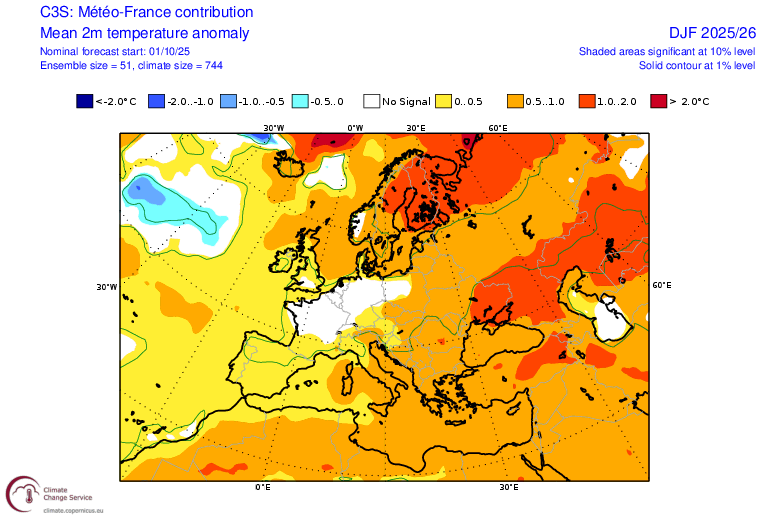 C3S: Météo-France contribution
Mean 2m temperature anomaly
DJF 2025/26
Nominal forecast start: 01/10/25
Shaded areas significant at 10% level
Ensemble size = 51, climate size = 744
Solid contour at 1% level
<-2.0°C -2.0..-1.0 -1.0..-0.5 -0.5..0 No Signal 0..0.5 0.5..1.0 1.0..2.0 > 2.0°C
30°W 0°W 30°E 60°E
30°W 60°E
0°E 30°E
Climate
Change Service
climate.copernicus.eu